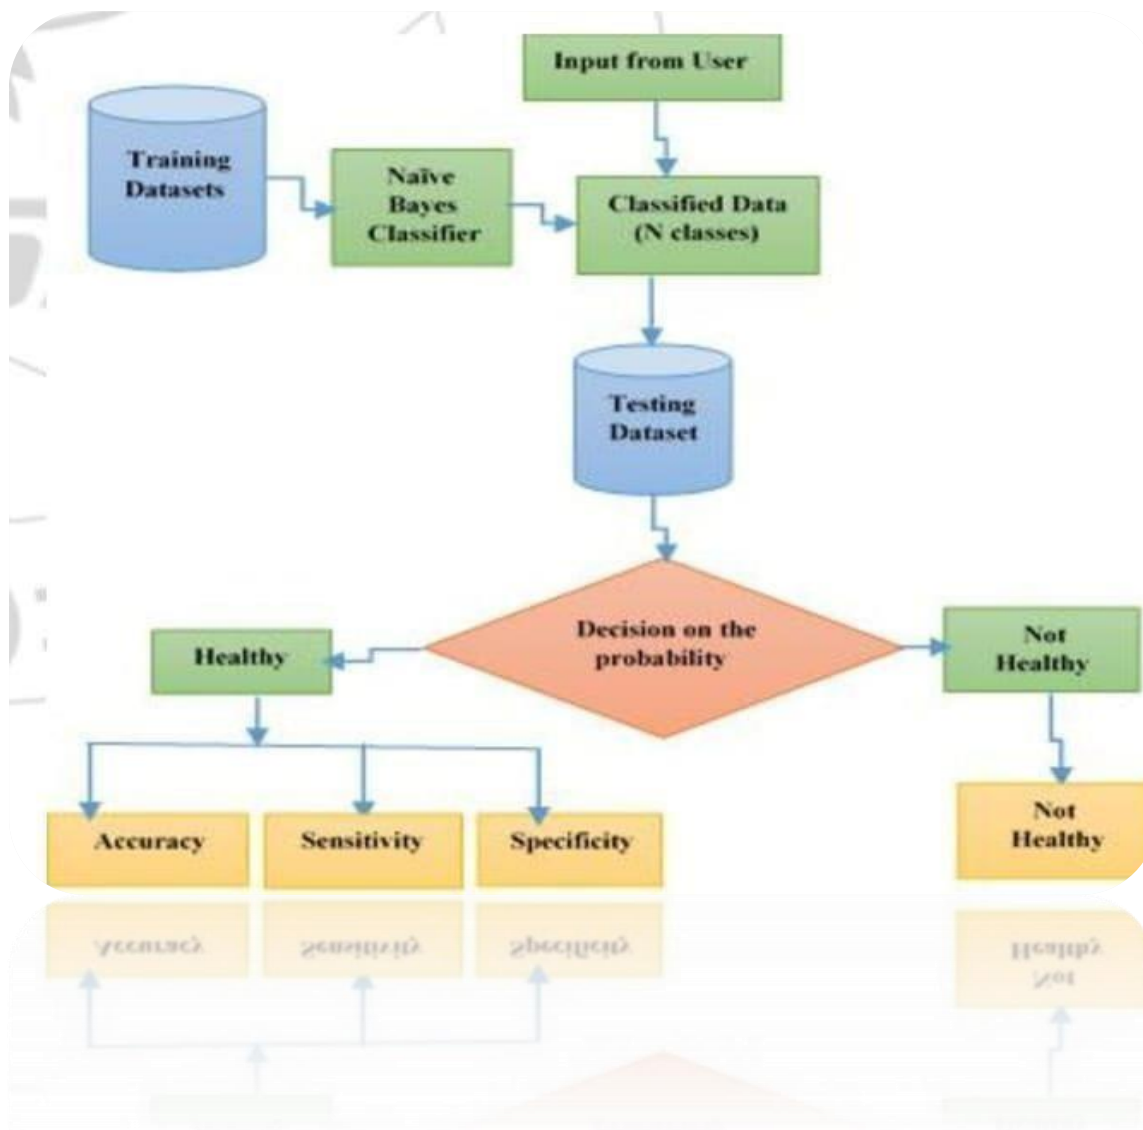 Input from User
Training
Datasets
Naïve
Bayes
Classifier
Classified Data
(N classes)
Testing
Dataset
Decision on the
probability
Healthy
Not
Healthy
Accuracy
Sensitivity
Specificity
Not
Healthy